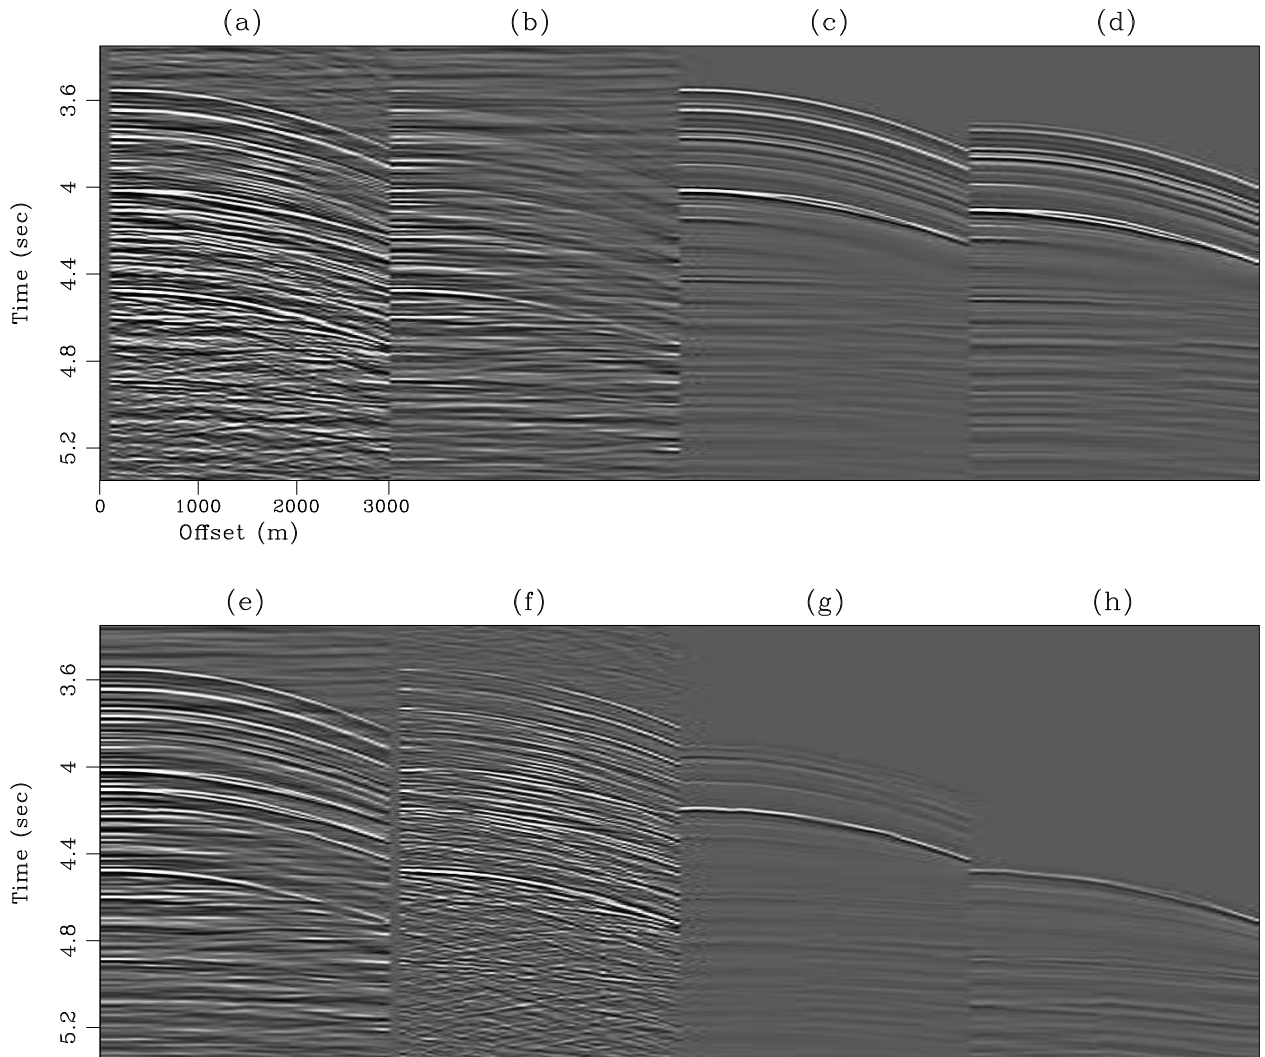 (a) (b) (c) (d)
3.6
4
4.4
4.8
5.2
Time (sec)
0 1000 2000 3000
Offset (m)
(e) (f) (g) (h)
3.6
4
4.4
4.8
5.2
Time (sec)